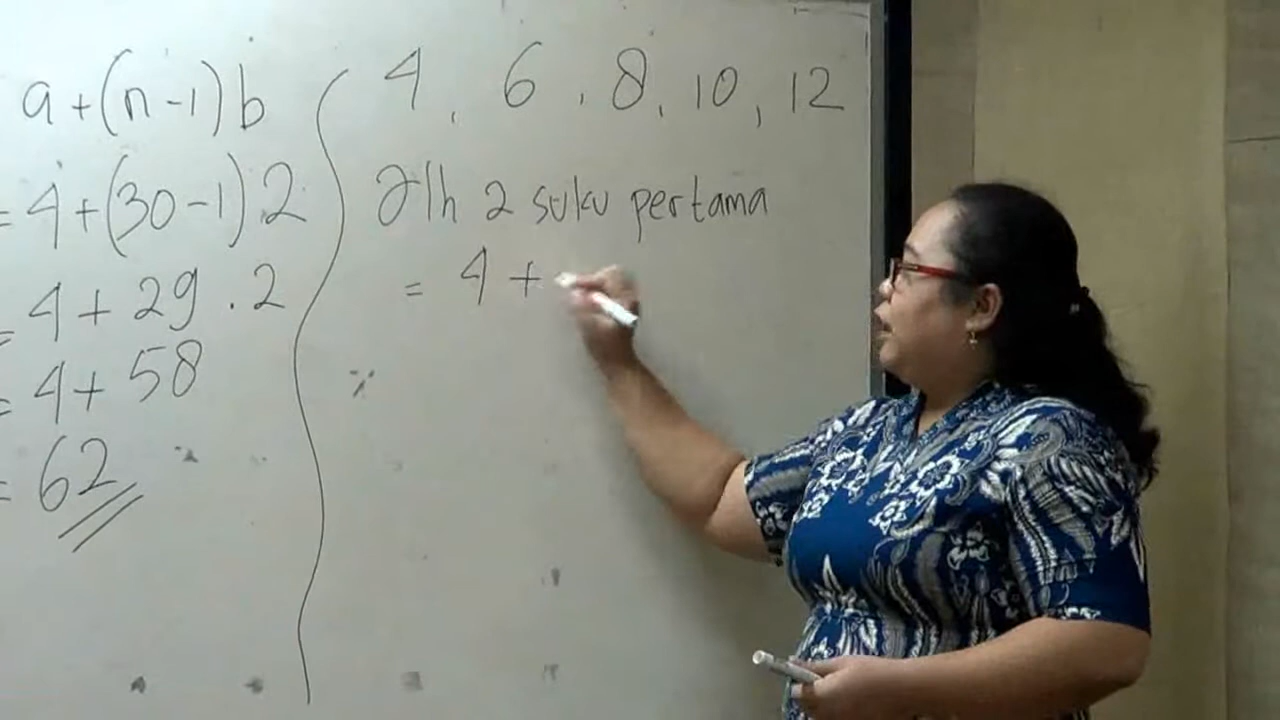 a+(n-1)b
= 4+(30-1)2
= 4+29.2
= 4+58
= 62
4, 6, 8, 10, 12
Jlh 2 suku pertama
= 4+